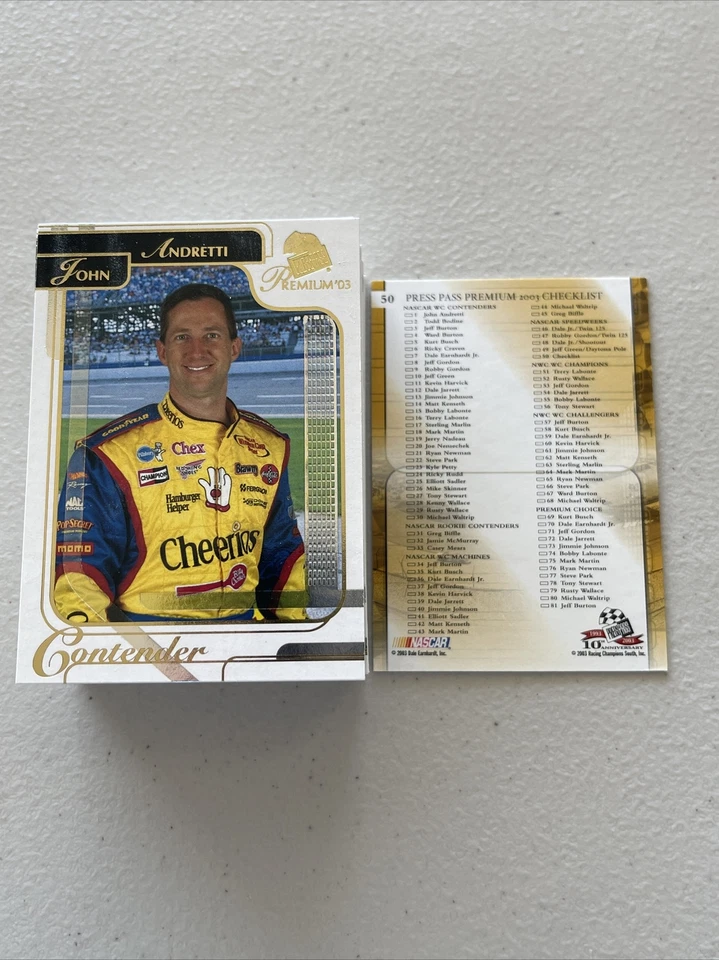 JOHN
ANDRETTI
PREMIUM '03
GOODYEAR
Cheerios
Pillsbury
Chex
CHAMPION
Brawny
Hamburger
Helper
FERGUSON
MAC
TOOLS
POP·SECRET
MOMO
Cheerios
Contender
50 PRESS PASS PREMIUM 2003 CHECKLIST
NASCAR WC CONTENDERS
1 John Andretti
2 Todd Bodine
3 Jeff Burton
4 Ward Burton
5 Kurt Busch
6 Ricky Craven
7 Dale Earnhardt Jr.
8 Jeff Gordon
9 Robby Gordon
10 Jeff Green
11 Kevin Harvick
12 Dale Jarrett
13 Jimmie Johnson
14 Matt Kenseth
15 Bobby Labonte
16 Terry Labonte
17 Sterling Marlin
18 Mark Martin
19 Jerry Nadeau
20 Joe Nemechek
21 Ryan Newman
22 Steve Park
23 Kyle Petty
24 Ricky Rudd
25 Elliott Sadler
26 Mike Skinner
27 Tony Stewart
28 Kenny Wallace
29 Rusty Wallace
30 Michael Waltrip
NASCAR ROOKIE CONTENDERS
31 Greg Biffle
32 Jamie McMurray
33 Casey Mears
NASCAR WC MACHINES
34 Jeff Burton
35 Kurt Busch
36 Dale Earnhardt Jr.
37 Jeff Gordon
38 Kevin Harvick
39 Dale Jarrett
40 Jimmie Johnson
41 Elliott Sadler
42 Matt Kenseth
43 Mark Martin
44 Michael Waltrip
45 Greg Biffle
NASCAR SPEEDWEEKS
46 Dale Jr./Twin 125
47 Robby Gordon/Twin 125
48 Dale Jr./Shootout
49 Jeff Green/Daytona Pole
50 Checklist
NWC WC CHAMPIONS
51 Terry Labonte
52 Rusty Wallace
53 Jeff Gordon
54 Dale Jarrett
55 Bobby Labonte
56 Tony Stewart
NWC WC CHALLENGERS
57 Jeff Burton
58 Kurt Busch
59 Dale Earnhardt Jr.
60 Kevin Harvick
61 Jimmie Johnson
62 Matt Kenseth
63 Sterling Marlin
64 Mark Martin
65 Ryan Newman
66 Steve Park
67 Ward Burton
68 Michael Waltrip
PREMIUM CHOICE
69 Kurt Busch
70 Dale Earnhardt Jr.
71 Jeff Gordon
72 Dale Jarrett
73 Jimmie Johnson
74 Bobby Labonte
75 Mark Martin
76 Ryan Newman
77 Steve Park
78 Tony Stewart
79 Rusty Wallace
80 Michael Waltrip
81 Jeff Burton
NASCAR
© 2003 Dale Earnhardt, Inc.
1993 2003
10TH ANNIVERSARY
© 2003 Racing Champions South, Inc.